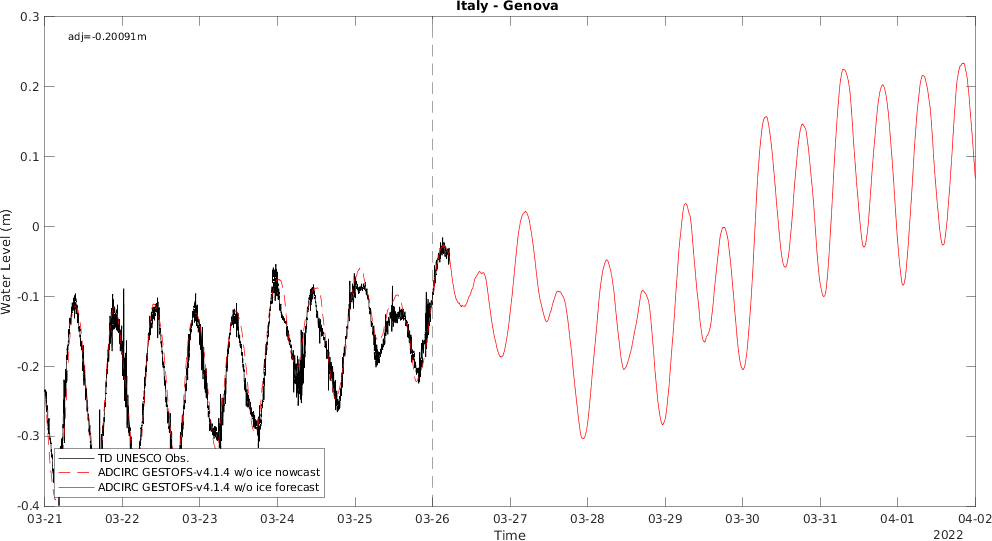 Italy - Genova
adj=-0.20091m
Water Level (m)
0.3
0.2
0.1
0
-0.1
-0.2
-0.3
-0.4
TD UNESCO Obs.
ADCIRC GESTOFS-v4.1.4 w/o ice nowcast
ADCIRC GESTOFS-v4.1.4 w/o ice forecast
03-21 03-22 03-23 03-24 03-25 03-26 03-27 03-28 03-29 03-30 03-31 04-01 04-02
Time
2022